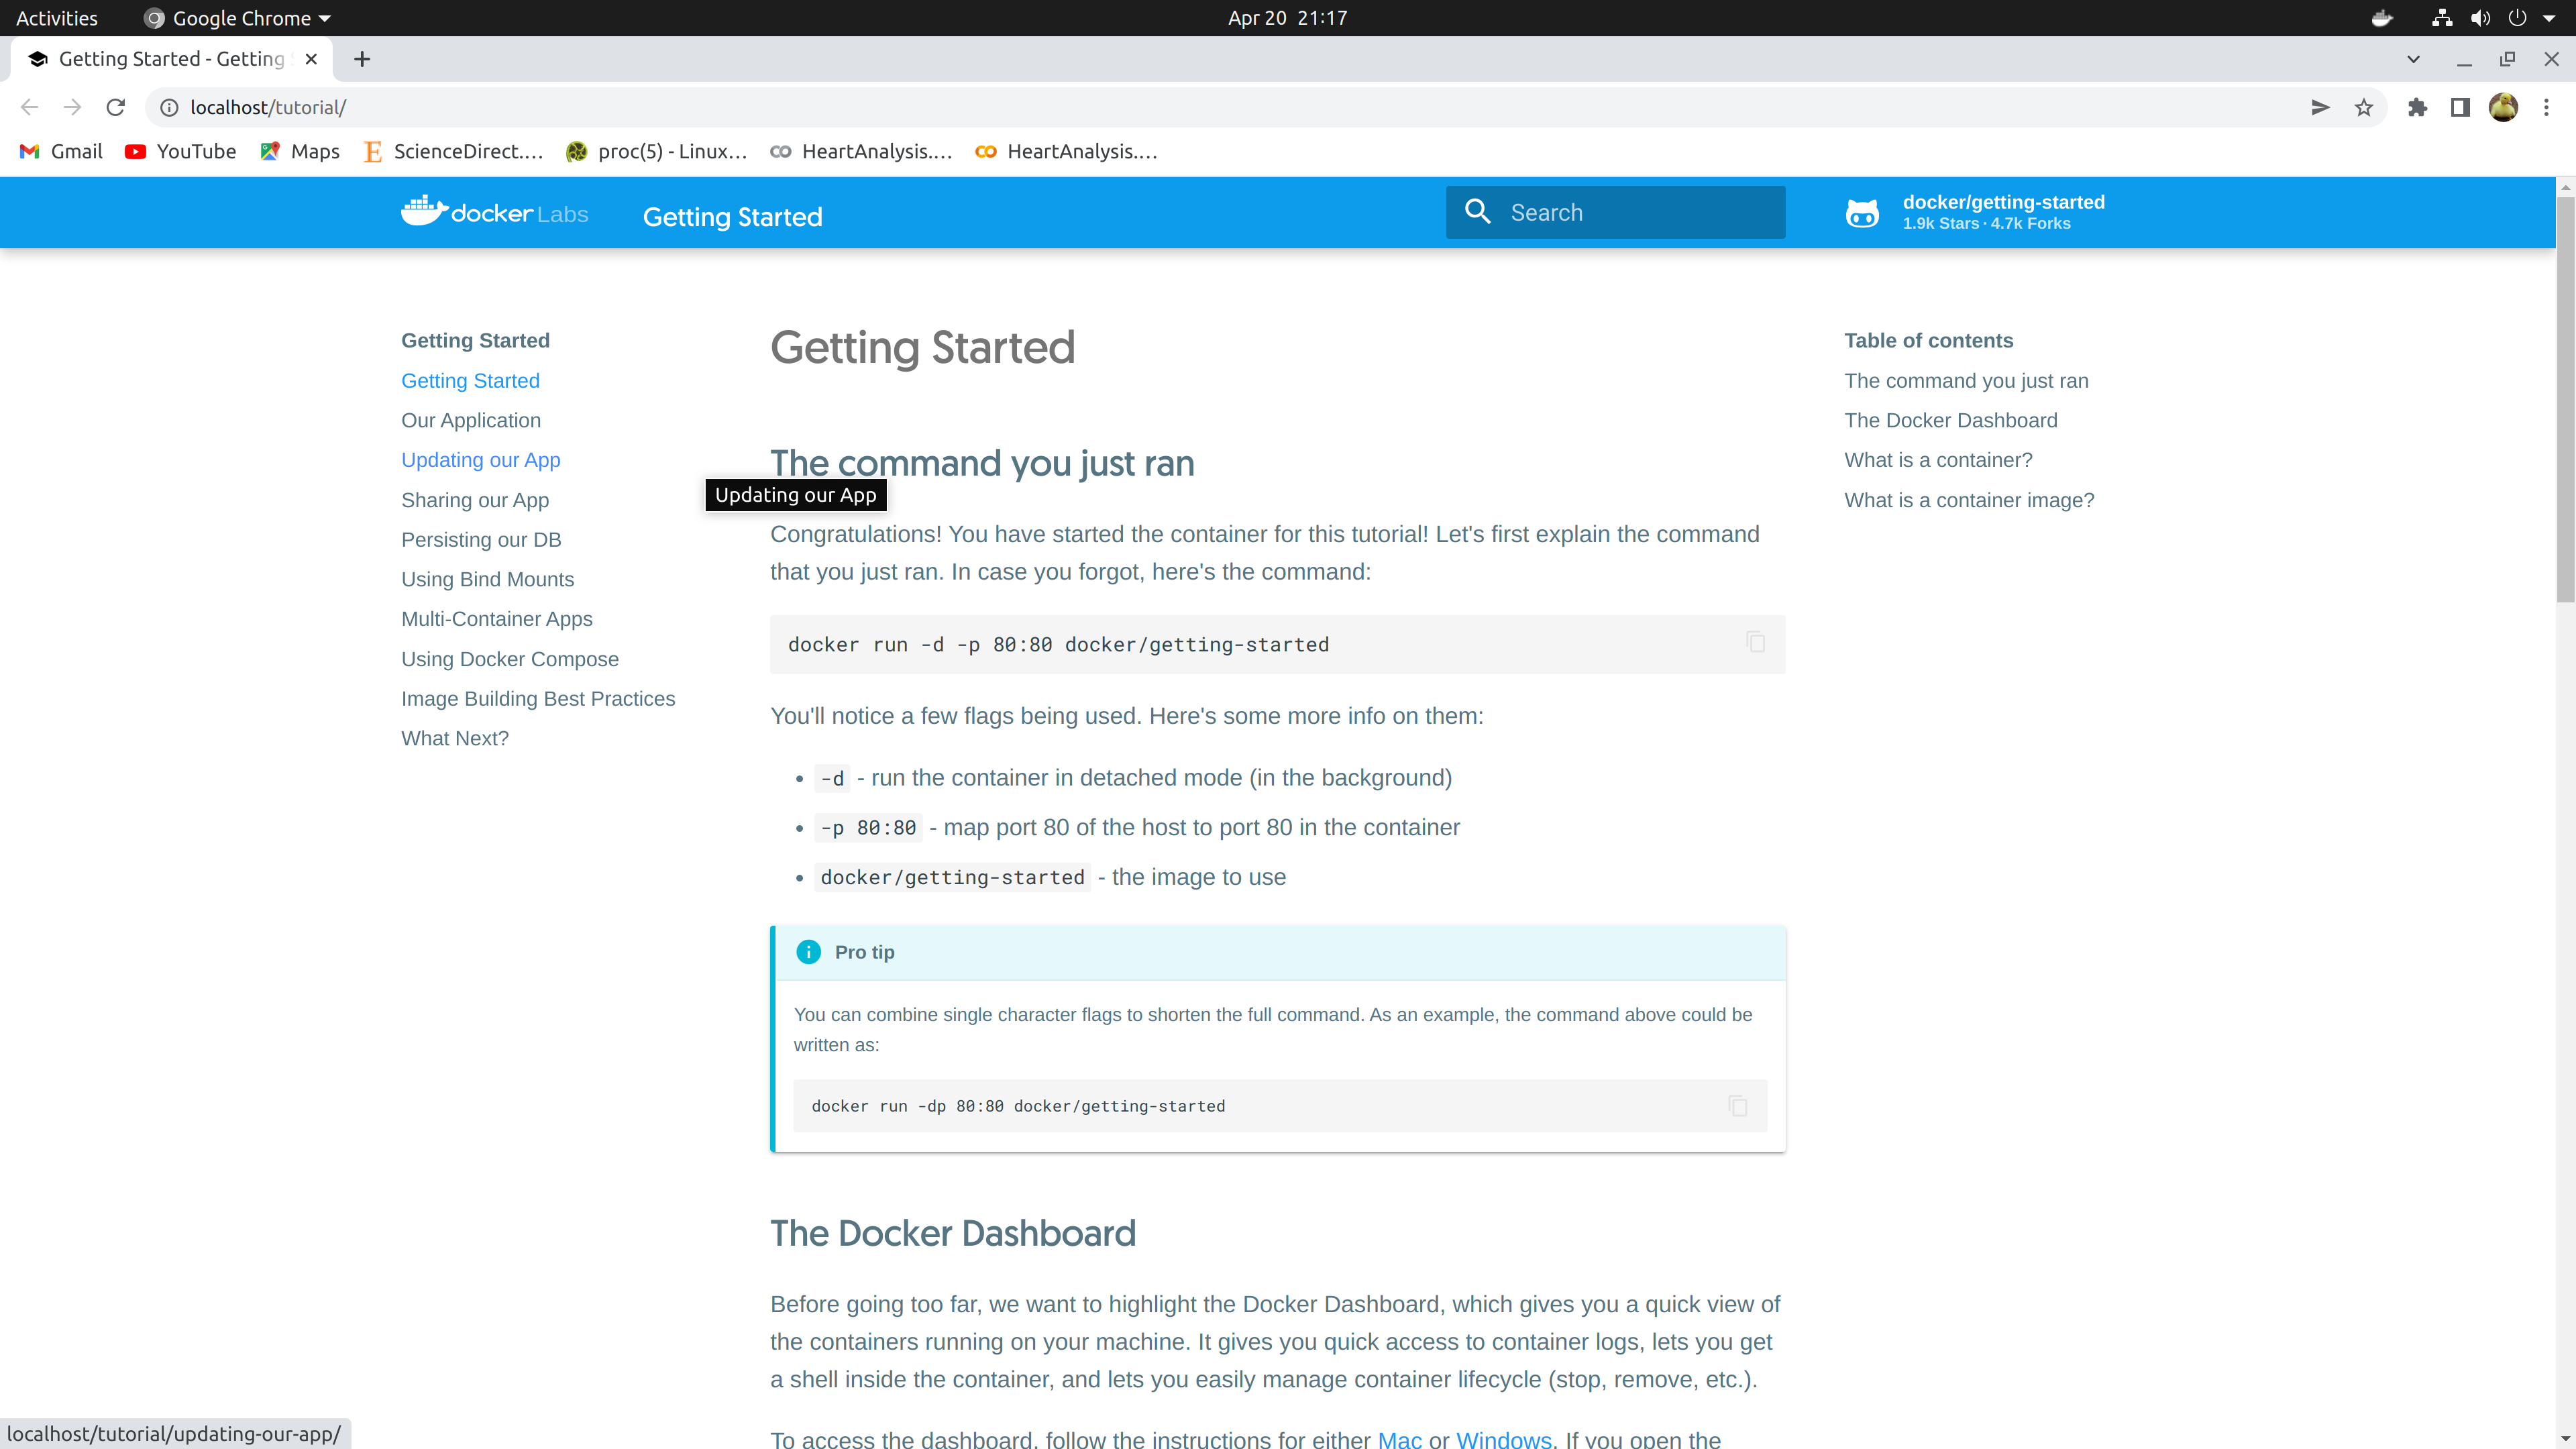 Activities
Google Chrome
Apr 20 21:17
Getting Started - Getting
localhost/tutorial/
Gmail
YouTube
Maps
ScienceDirect.…
proc(5) - Linux…
HeartAnalysis.…
HeartAnalysis.…
docker Labs
Getting Started
Search
docker/getting-started
1.9k Stars · 4.7k Forks
Getting Started
Getting Started
Our Application
Updating our App
Sharing our App
Persisting our DB
Using Bind Mounts
Multi-Container Apps
Using Docker Compose
Image Building Best Practices
What Next?
Getting Started
The command you just ran
Updating our App
Congratulations! You have started the container for this tutorial! Let's first explain the command
that you just ran. In case you forgot, here's the command:
docker run -d -p 80:80 docker/getting-started
You'll notice a few flags being used. Here's some more info on them:
• -d - run the container in detached mode (in the background)
• -p 80:80 - map port 80 of the host to port 80 in the container
• docker/getting-started - the image to use
Pro tip
You can combine single character flags to shorten the full command. As an example, the command above could be
written as:
docker run -dp 80:80 docker/getting-started
The Docker Dashboard
Before going too far, we want to highlight the Docker Dashboard, which gives you a quick view of
the containers running on your machine. It gives you quick access to container logs, lets you get
a shell inside the container, and lets you easily manage container lifecycle (stop, remove, etc.).
To access the dashboard, follow the instructions for either Mac or Windows. If you open the
Table of contents
The command you just ran
The Docker Dashboard
What is a container?
What is a container image?
localhost/tutorial/updating-our-app/